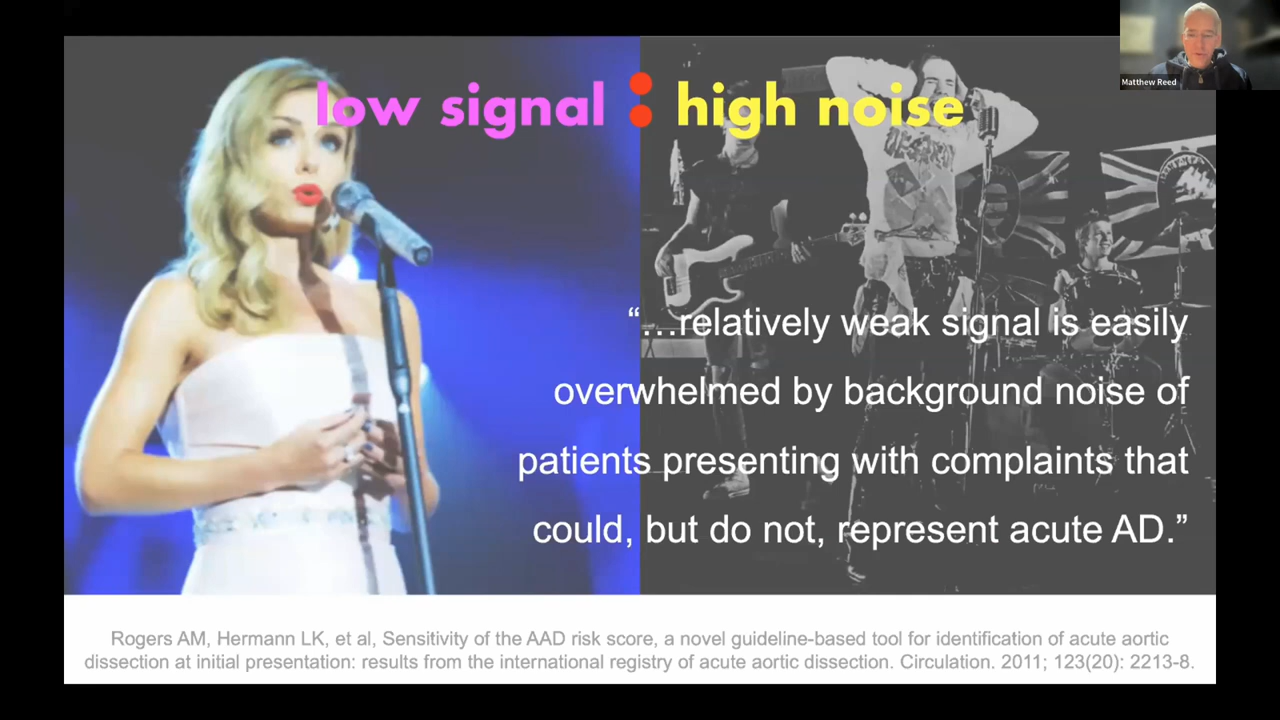 Matthew Reed
low signal : high noise
“…relatively weak signal is easily
overwhelmed by background noise of
patients presenting with complaints that
could, but do not, represent acute AD.”
Rogers AM, Hermann LK, et al, Sensitivity of the AAD risk score, a novel guideline-based tool for identification of acute aortic
dissection at initial presentation: results from the international registry of acute aortic dissection. Circulation. 2011; 123(20): 2213-8.